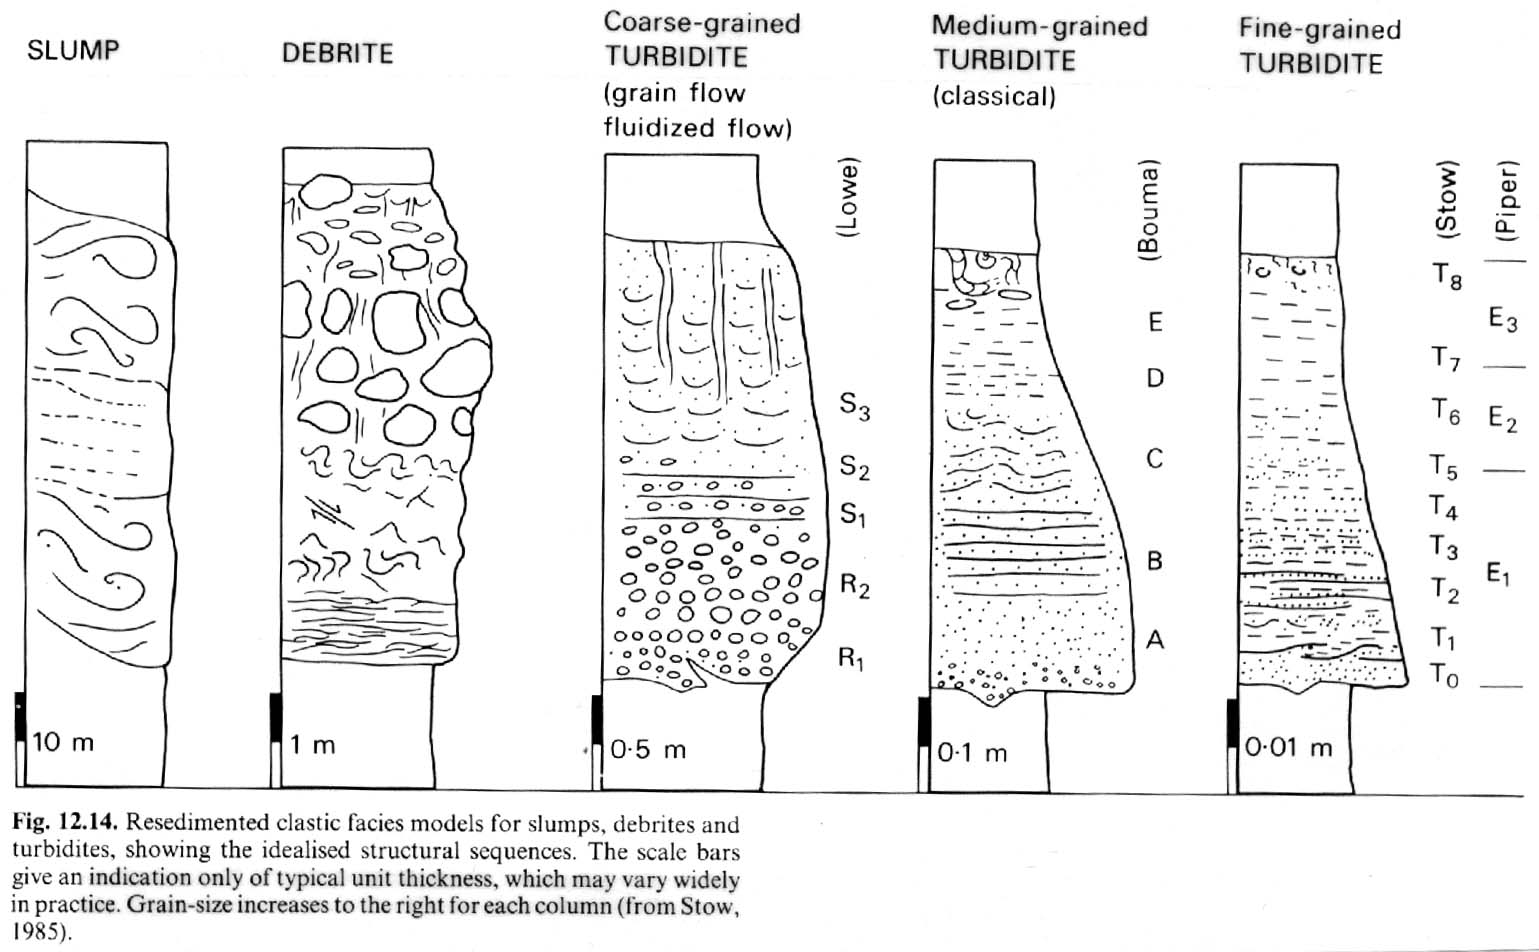 SLUMP
DEBRITE
Coarse-grained
TURBIDITE
(grain flow
fluidized flow)
Medium-grained
TURBIDITE
(classical)
Fine-grained
TURBIDITE
(Lowe)
S3
S2
S1
R2
R1
(Bouma)
E
D
C
B
A
(Stow)
T8
T7
T6
T5
T4
T3
T2
T1
T0
(Piper)
E3
E2
E1
10 m
1 m
0·5 m
0·1 m
0·01 m
Fig. 12.14. Resedimented clastic facies models for slumps, debrites and
turbidites, showing the idealised structural sequences. The scale bars
give an indication only of typical unit thickness, which may vary widely
in practice. Grain-size increases to the right for each column (from Stow,
1985).